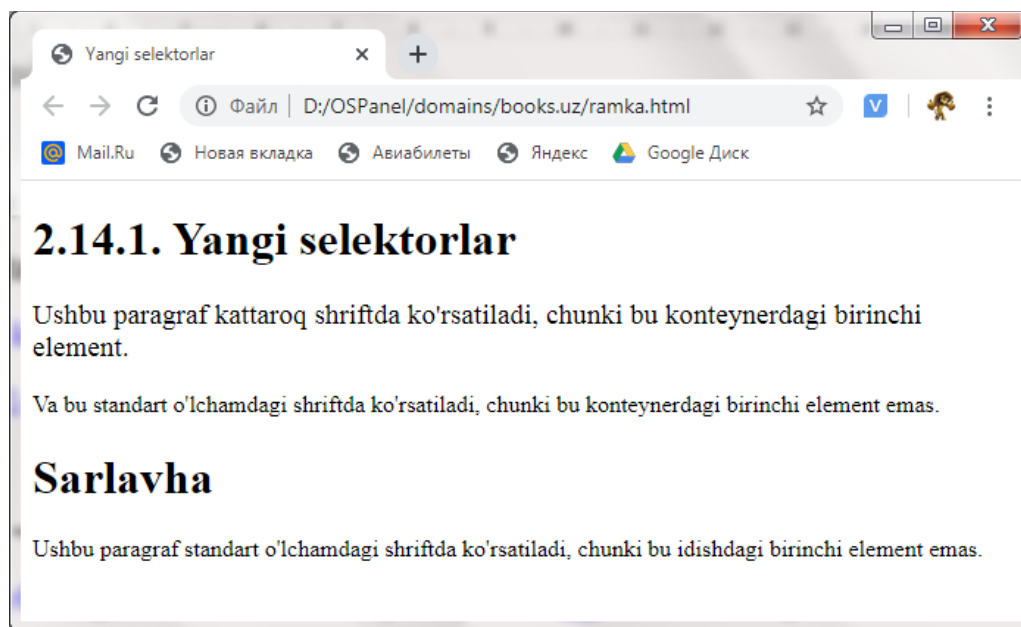 Yangi selektorlar
Файл | D:/OSPanel/domains/books.uz/ramka.html
V
@ Mail.Ru Новая вкладка Авиабилеты Яндекс Google Диск
2.14.1. Yangi selektorlar
Ushbu paragraf kattaroq shriftda ko'rsatiladi, chunki bu konteynerdagi birinchi
element.
Va bu standart o'lchamdagi shriftda ko'rsatiladi, chunki bu konteynerdagi birinchi element emas.
Sarlavha
Ushbu paragraf standart o'lchamdagi shriftda ko'rsatiladi, chunki bu idishdagi birinchi element emas.